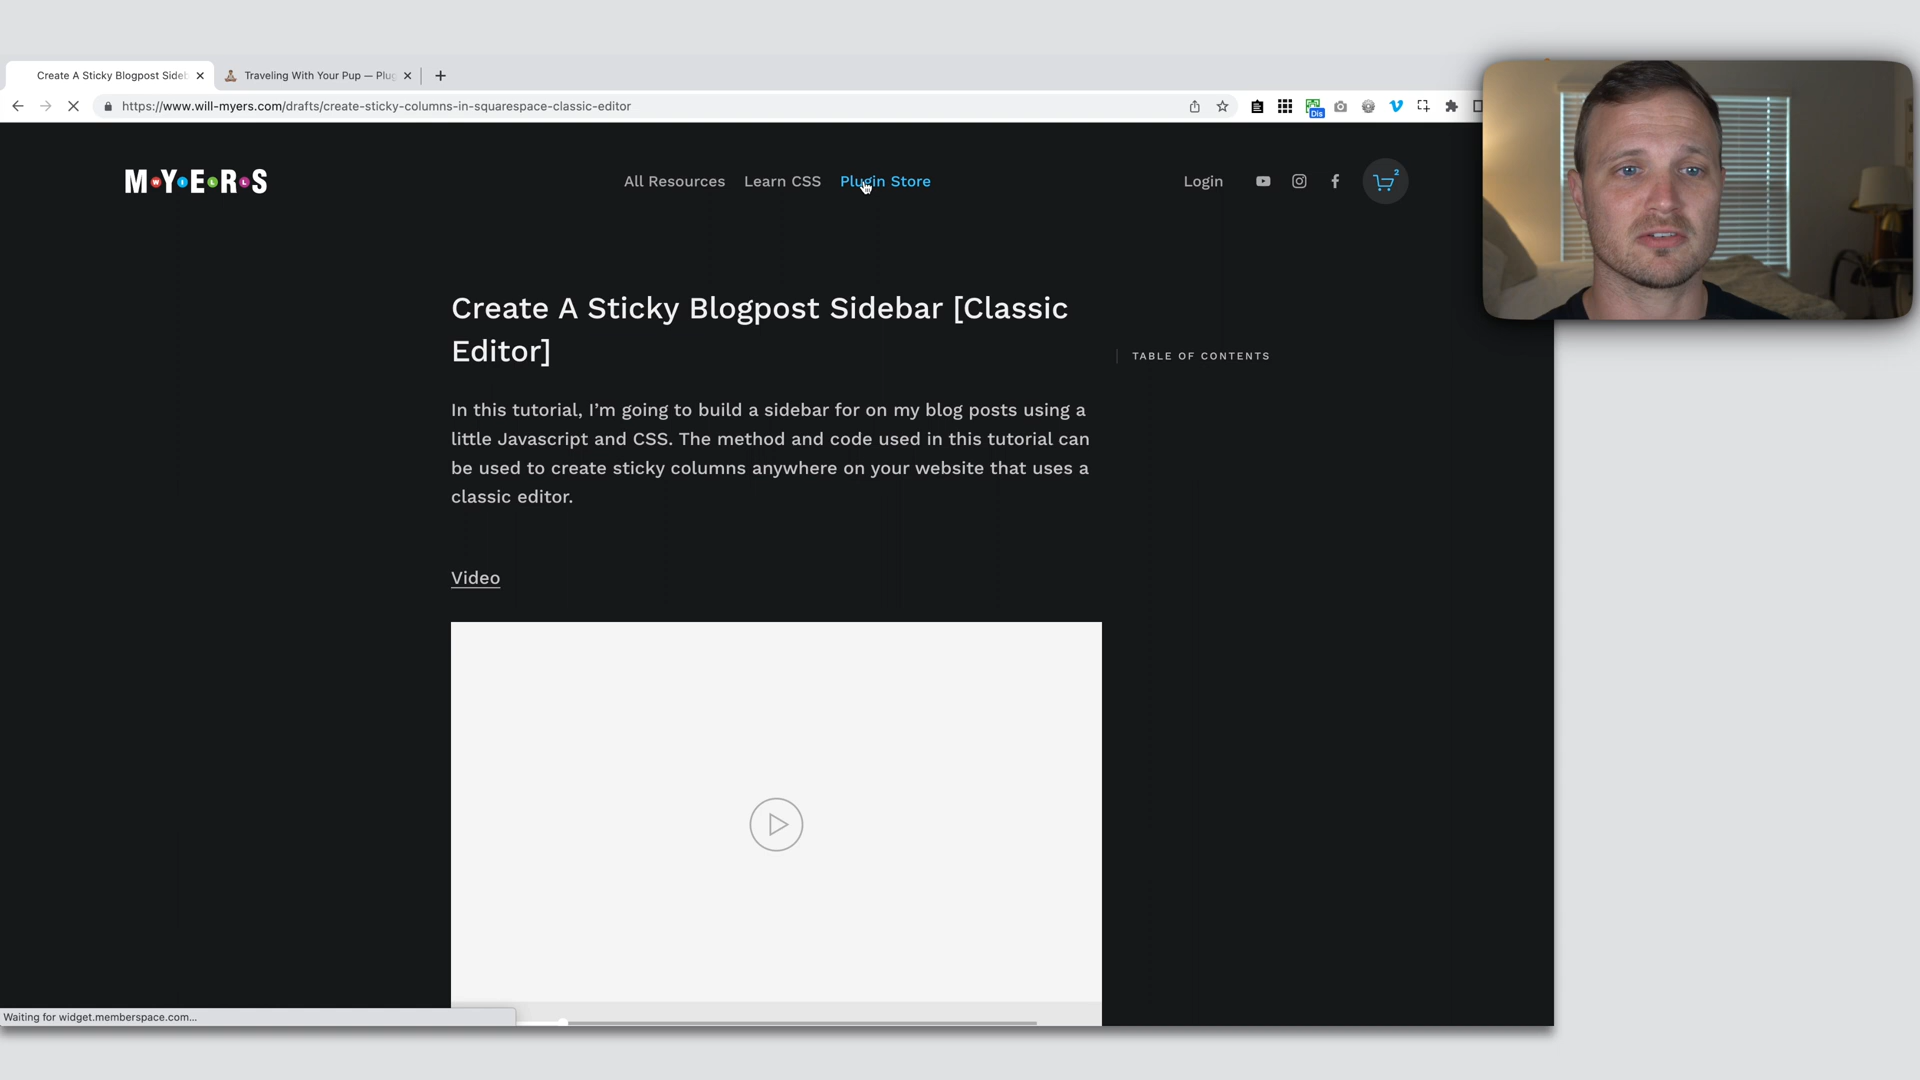 Create A Sticky Blogpost Sideb
Traveling With Your Pup — Plug
https://www.will-myers.com/drafts/create-sticky-columns-in-squarespace-classic-editor
Dis
MWYIELRLS
All Resources
Learn CSS
Plugin Store
Login
2
Create A Sticky Blogpost Sidebar [Classic
Editor]
TABLE OF CONTENTS
In this tutorial, I’m going to build a sidebar for on my blog posts using a
little Javascript and CSS. The method and code used in this tutorial can
be used to create sticky columns anywhere on your website that uses a
classic editor.
Video
Waiting for widget.memberspace.com...